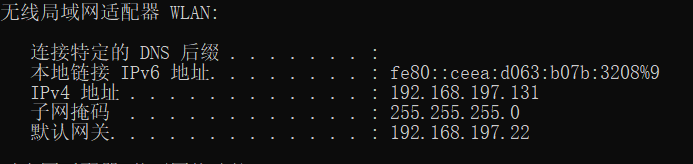 无线局域网适配器 WLAN:
连接特定的 DNS 后缀 . . . . . . . :
本地链接 IPv6 地址. . . . . . . . : fe80::ceea:d063:b07b:3208%9
IPv4 地址 . . . . . . . . . . . . : 192.168.197.131
子网掩码 . . . . . . . . . . . . : 255.255.255.0
默认网关. . . . . . . . . . . . . : 192.168.197.22